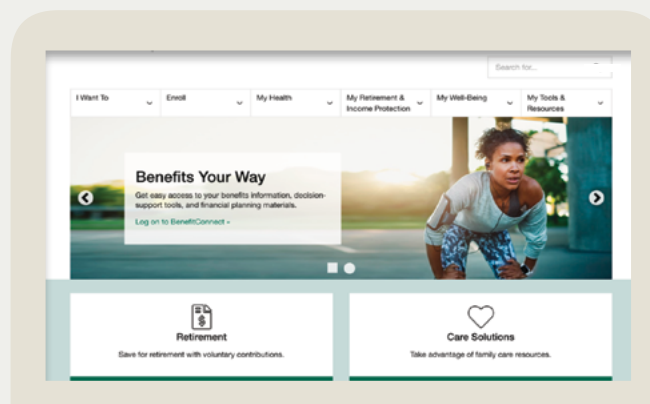 Search for...
I Want To
Enroll
My Health
My Retirement &
Income Protection
My Well-Being
My Tools &
Resources
Benefits Your Way
Get easy access to your benefits information, decision-
support tools, and financial planning materials.
Log on to BenefitConnect ›
Retirement
Save for retirement with voluntary contributions.
Care Solutions
Take advantage of family care resources.